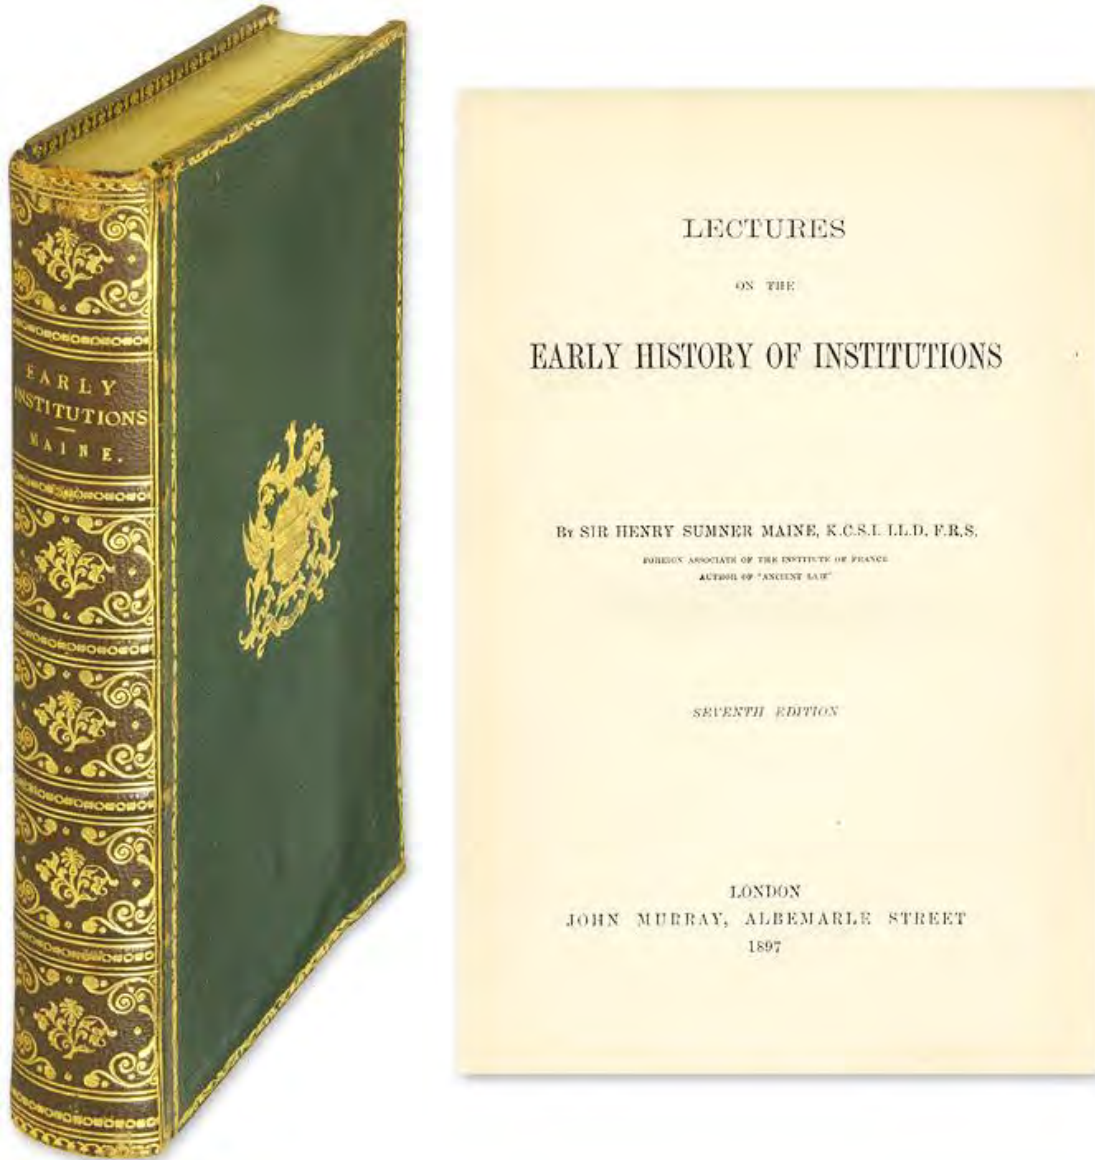 EARLY
INSTITUTIONS
MAINE.
LECTURES
ON THE
EARLY HISTORY OF INSTITUTIONS
BY SIR HENRY SUMNER MAINE, K.C.S.I. LL.D. F.R.S.
FOREIGN ASSOCIATE OF THE INSTITUTE OF FRANCE
AUTHOR OF "ANCIENT LAW"
SEVENTH EDITION
LONDON
JOHN MURRAY, ALBEMARLE STREET
1897